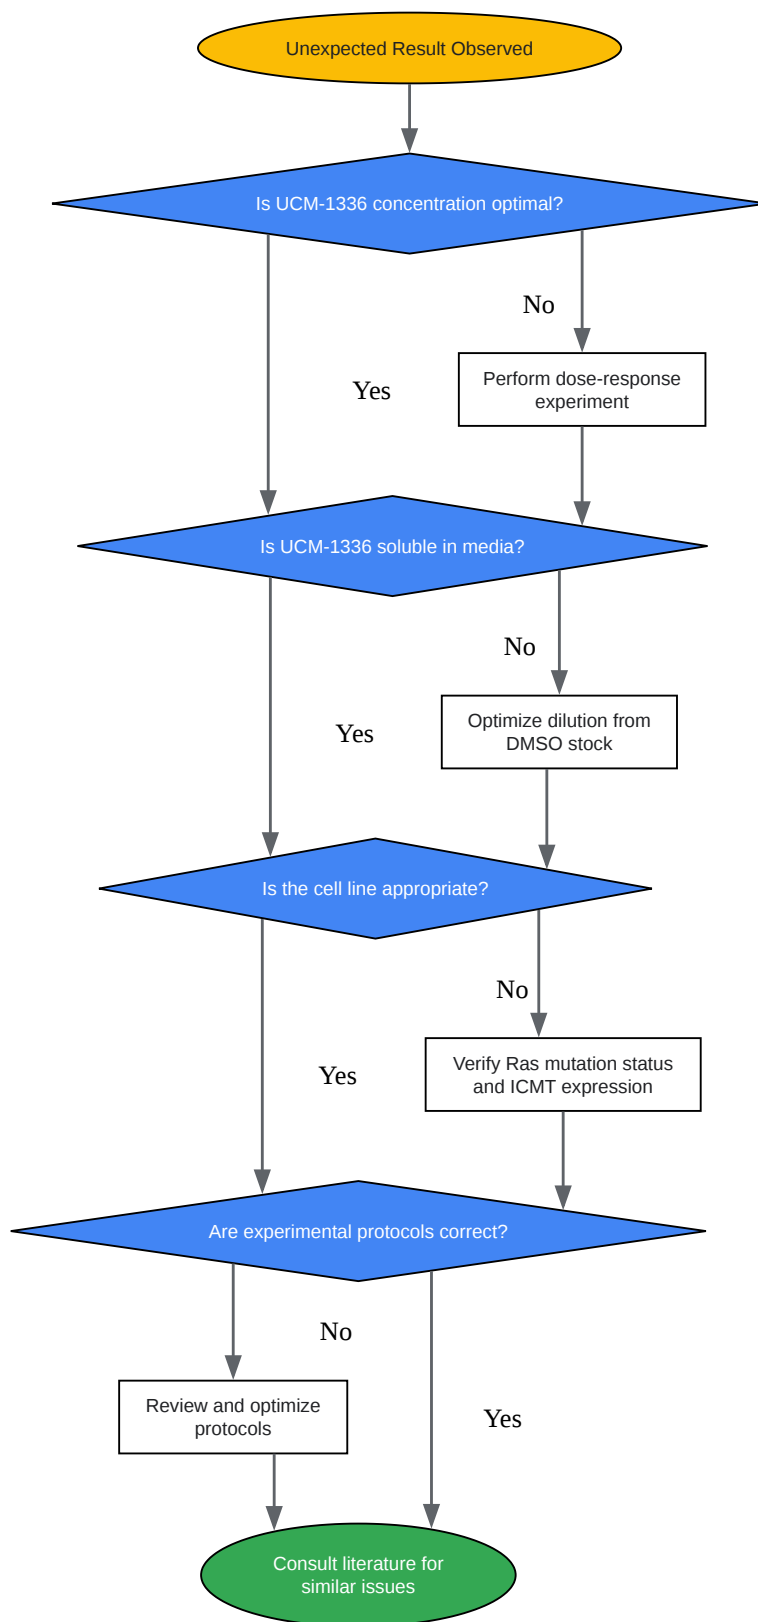 Unexpected Result Observed
Is UCM-1336 concentration optimal?
No
Yes
Perform dose-response
experiment
Is UCM-1336 soluble in media?
No
Yes
Optimize dilution from
DMSO stock
Is the cell line appropriate?
No
Yes
Verify Ras mutation status
and ICMT expression
Are experimental protocols correct?
No
Yes
Review and optimize
protocols
Consult literature for
similar issues